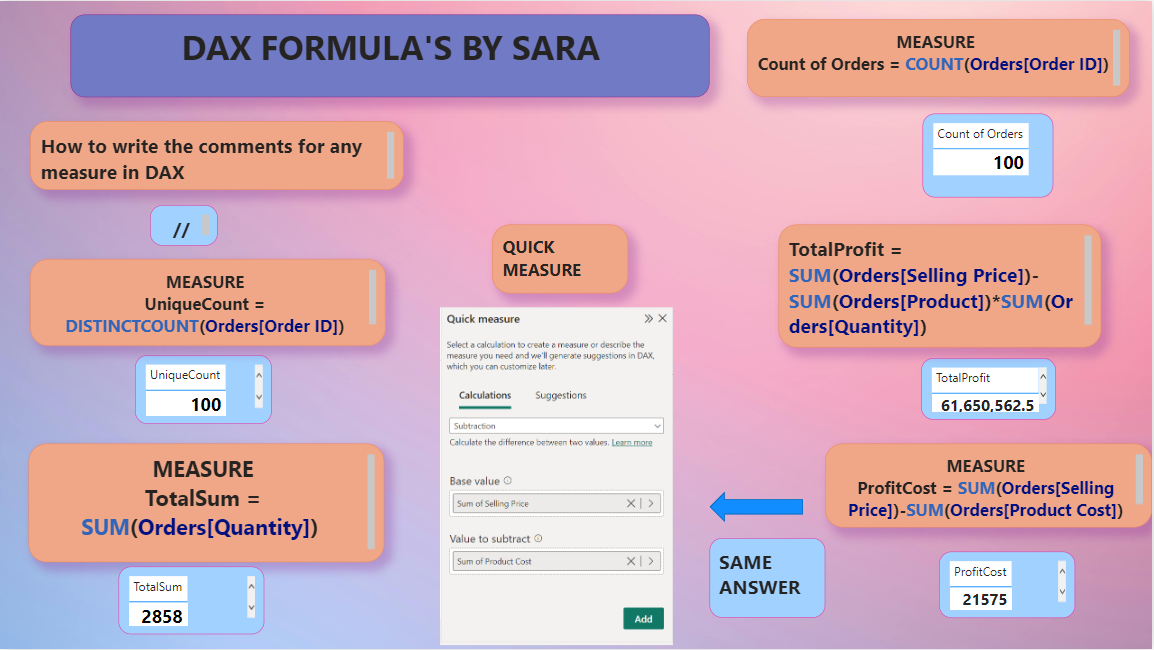 DAX FORMULA'S BY SARA
How to write the comments for any
measure in DAX
//
MEASURE
UniqueCount =
DISTINCTCOUNT(Orders[Order ID])
UniqueCount
100
MEASURE
TotalSum =
SUM(Orders[Quantity])
TotalSum
2858
QUICK
MEASURE
Quick measure
Select a calculation to create a measure or describe the
measure you need and we'll generate suggestions in DAX,
which you can customize later.
Calculations Suggestions
Subtraction
Calculate the difference between two values. Learn more
Base value
Sum of Selling Price
Value to subtract
Sum of Product Cost
Add
MEASURE
Count of Orders = COUNT(Orders[Order ID])
Count of Orders
100
TotalProfit =
SUM(Orders[Selling Price])-
SUM(Orders[Product])*SUM(Or
ders[Quantity])
TotalProfit
61,650,562.5
MEASURE
ProfitCost = SUM(Orders[Selling
Price])-SUM(Orders[Product Cost])
SAME
ANSWER
ProfitCost
21575